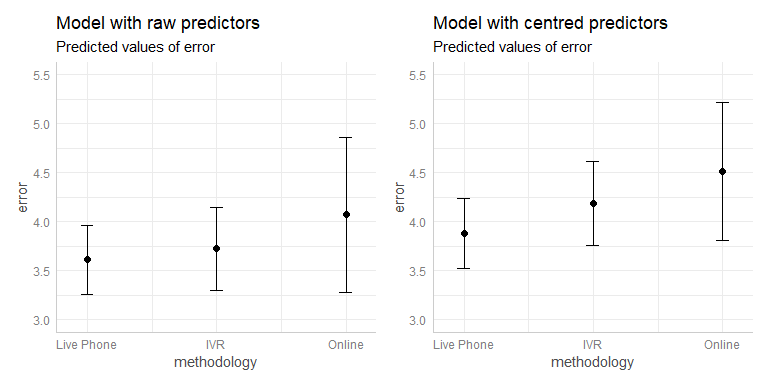 Model with raw predictors
Predicted values of error
5.5
5.0
4.5
4.0
3.5
3.0
error
Live Phone IVR Online
methodology
Model with centred predictors
Predicted values of error
5.5
5.0
4.5
4.0
3.5
3.0
error
Live Phone IVR Online
methodology